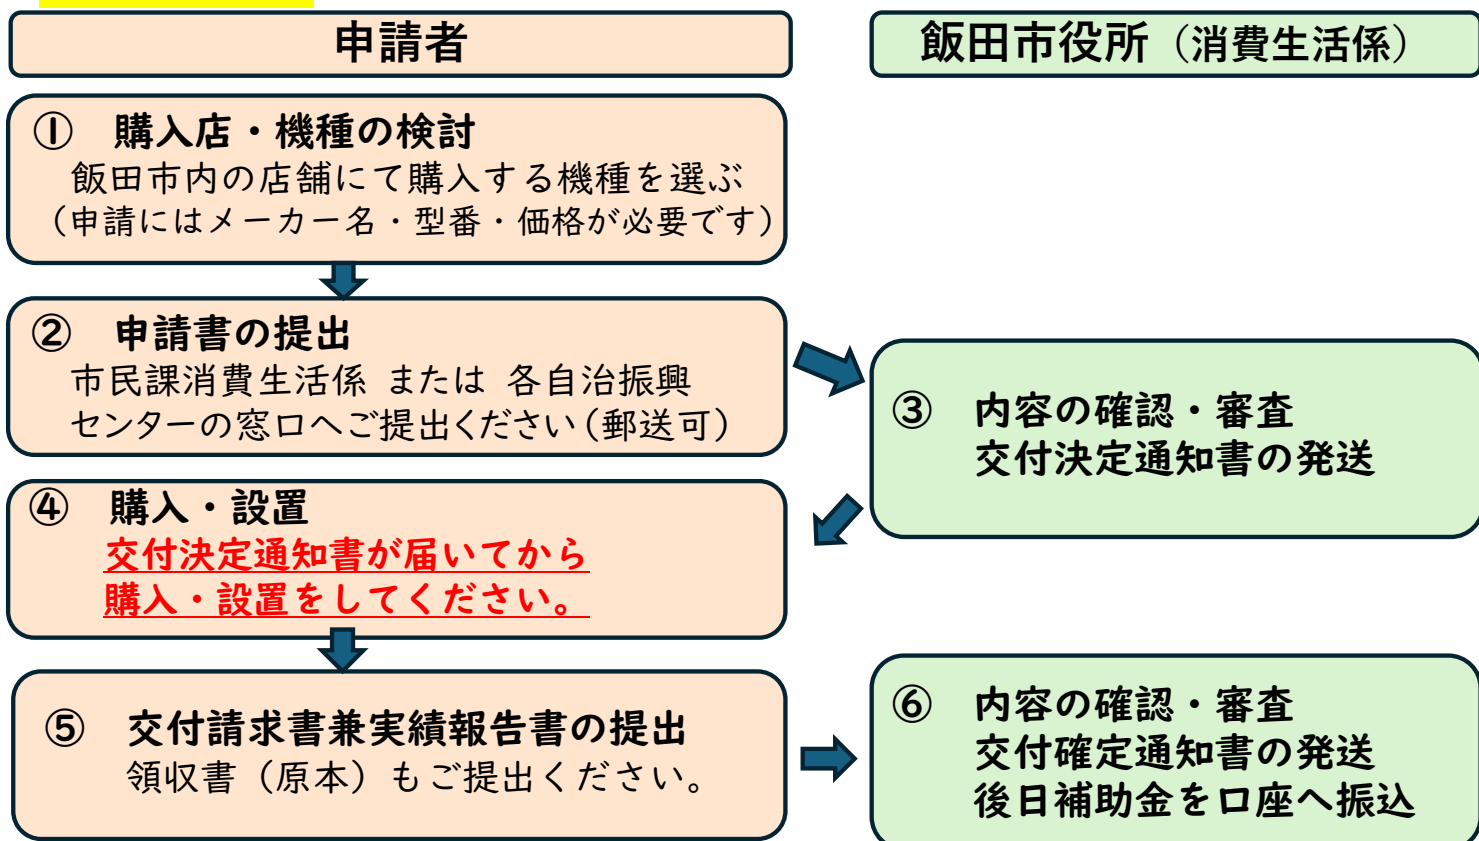 申請者
飯田市役所（消費生活係）
① 購入店・機種の検討
飯田市内の店舗にて購入する機種を選ぶ
（申請にはメーカー名・型番・価格が必要です）
② 申請書の提出
市民課消費生活係 または 各自治振興
センターの窓口へご提出ください（郵送可）
③ 内容の確認・審査
交付決定通知書の発送
④ 購入・設置
交付決定通知書が届いてから
購入・設置をしてください。
⑤ 交付請求書兼実績報告書の提出
領収書（原本）もご提出ください。
⑥ 内容の確認・審査
交付確定通知書の発送
後日補助金を口座へ振込